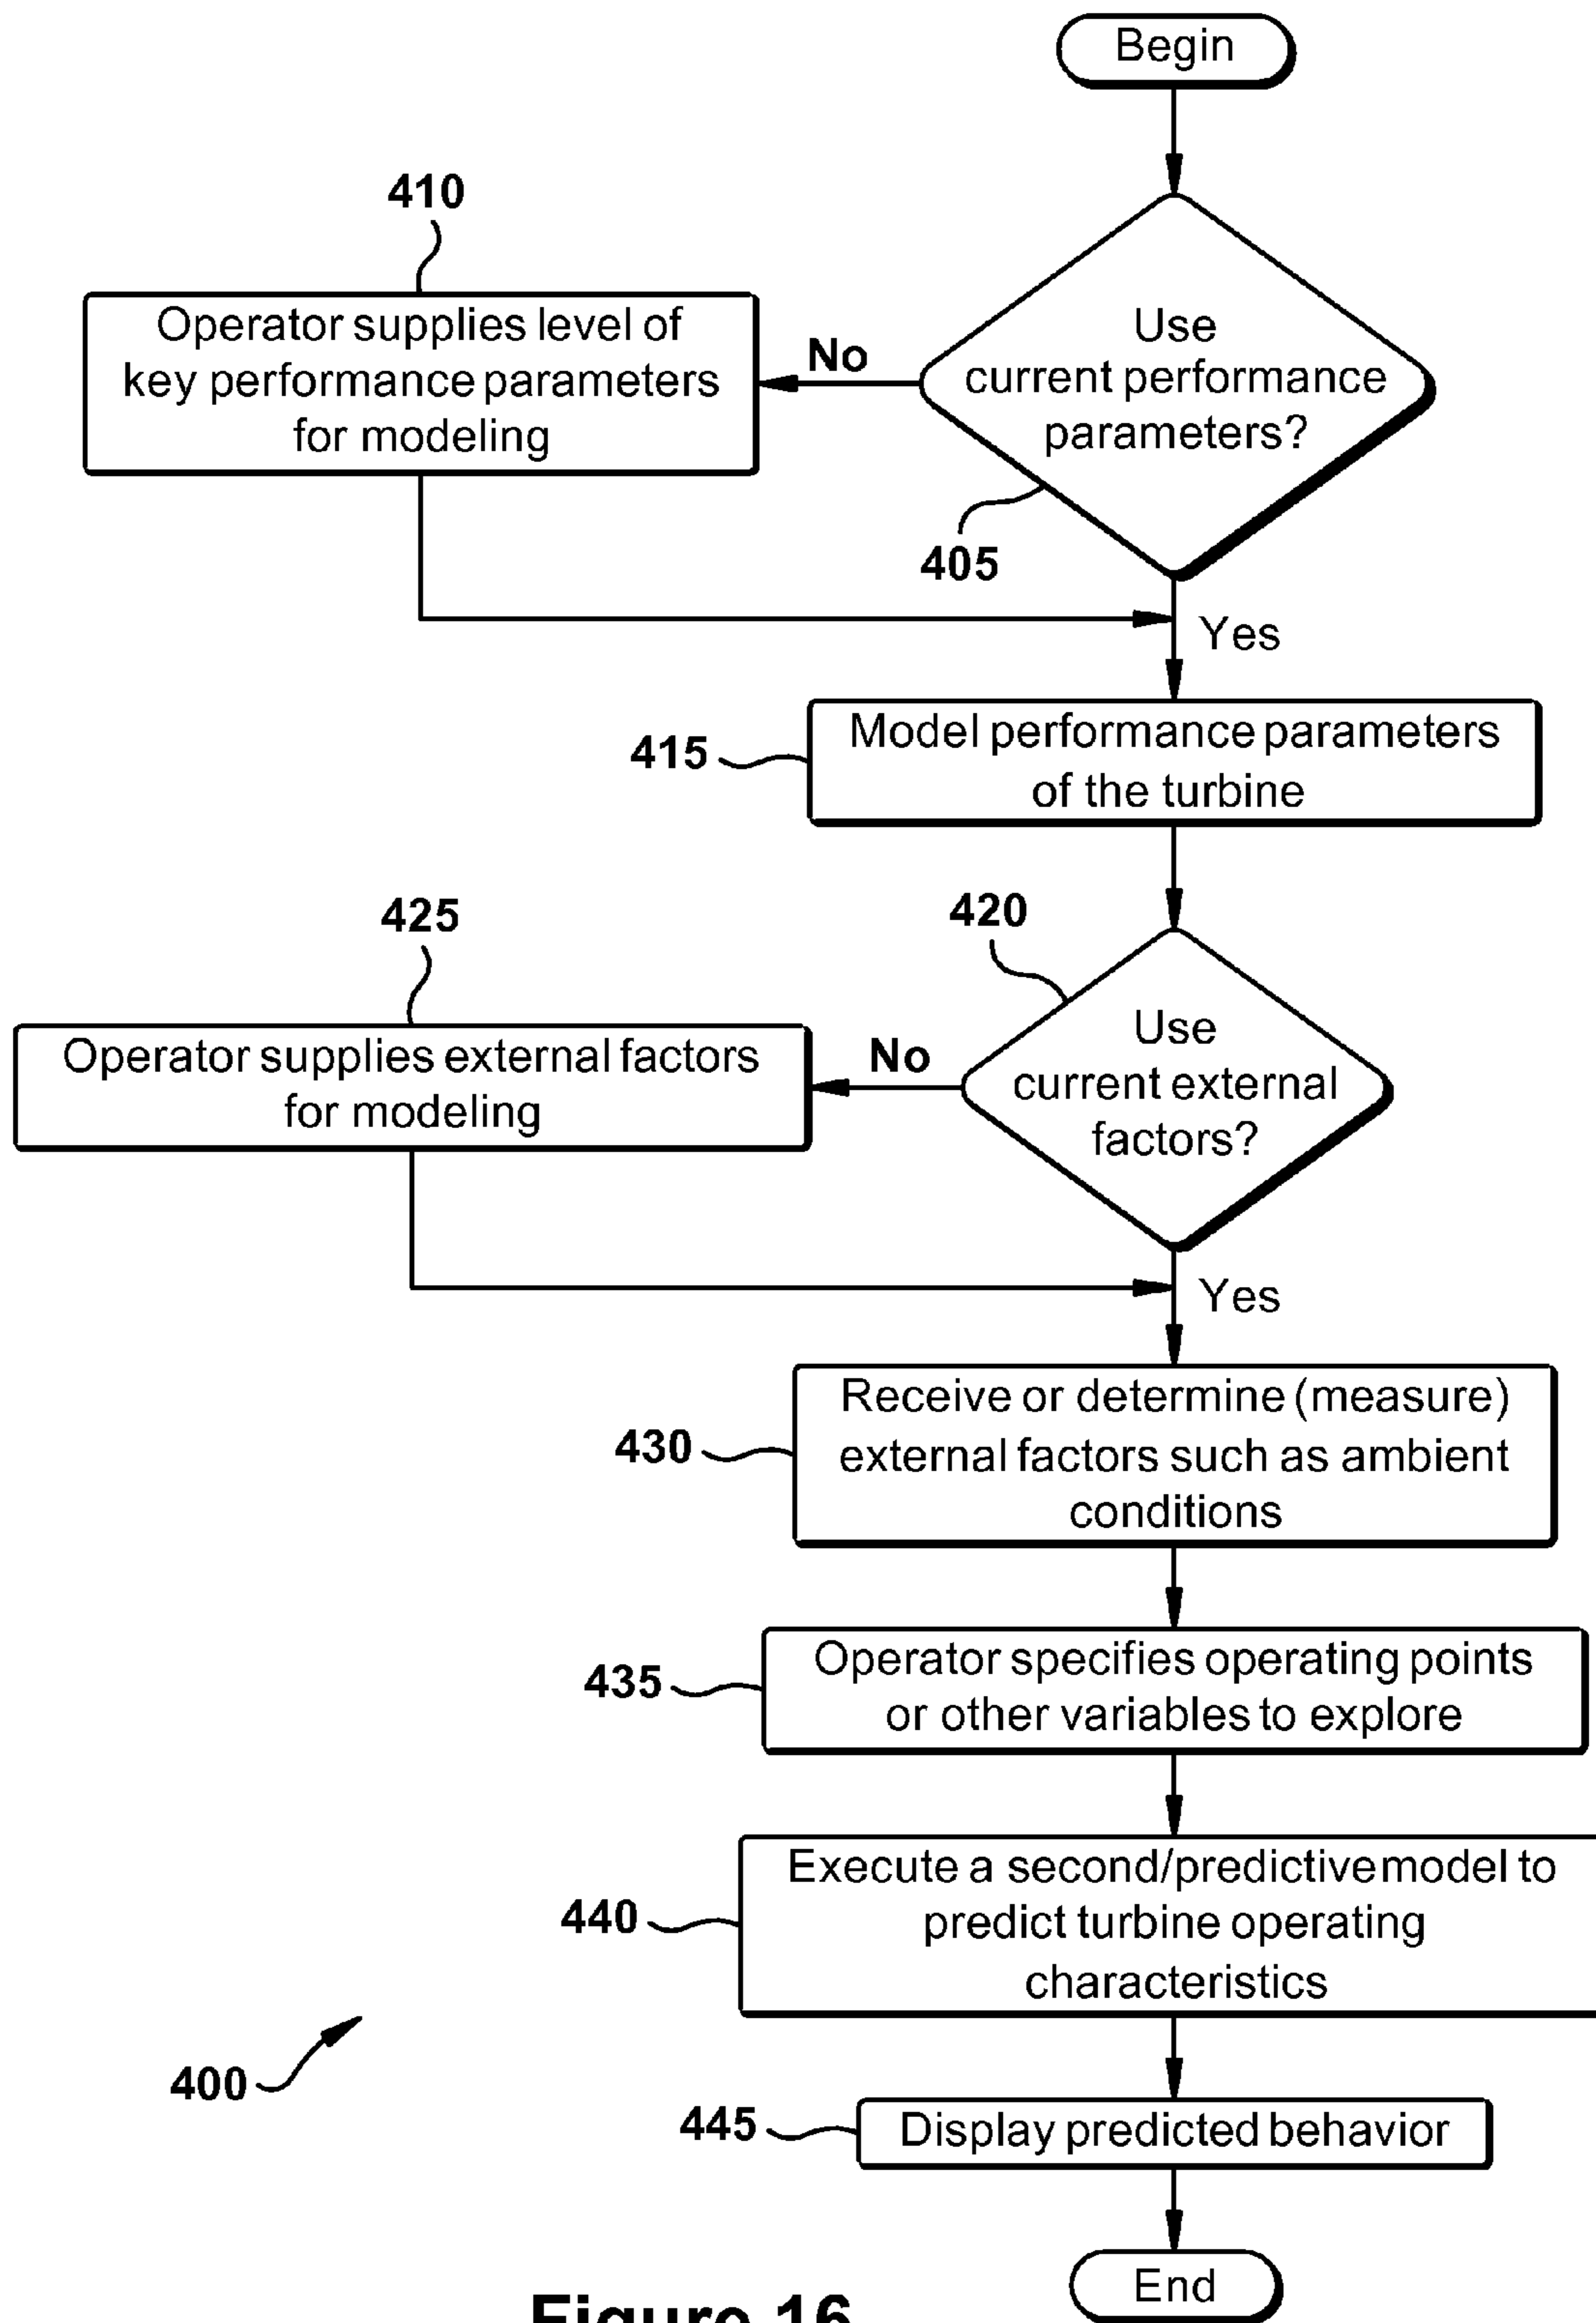 Begin
410
Operator supplies level of
key performance parameters
for modeling
No
Use
current performance
parameters?
405
Yes
415
Model performance parameters
of the turbine
425
420
Operator supplies external factors
for modeling
No
Use
current external
factors?
Yes
430
Receive or determine (measure)
external factors such as ambient
conditions
435
Operator specifies operating points
or other variables to explore
440
Execute a second/predictive model to
predict turbine operating
characteristics
400
445
Display predicted behavior
End
Figure 16